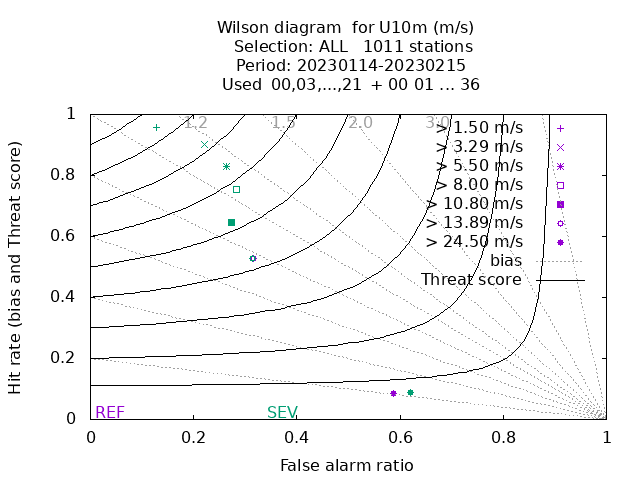 Wilson diagram  for U10m (m/s)
Selection: ALL   1011 stations
Period: 20230114-20230215
Used  00,03,...,21  + 00 01 ... 36
Hit rate (bias and Threat score)
1
0.8
0.6
0.4
0.2
0
1.2 1.5 2.0 3.0
> 1.50 m/s
> 3.29 m/s
> 5.50 m/s
> 8.00 m/s
> 10.80 m/s
> 13.89 m/s
> 24.50 m/s
bias
Threat score
REF SEV
0 0.2 0.4 0.6 0.8 1
False alarm ratio